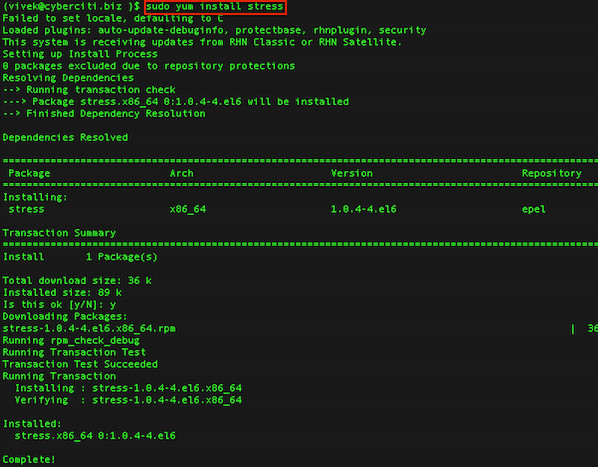 {vivek@cyberciti.biz }$ sudo yum install stress
Failed to set locale, defaulting to C
Loaded plugins: auto-update-debuginfo, protectbase, rhnplugin, security
This system is receiving updates from RHN Classic or RHN Satellite.
Setting up Install Process
0 packages excluded due to repository protections
Resolving Dependencies
--> Running transaction check
---> Package stress.x86_64 0:1.0.4-4.el6 will be installed
--> Finished Dependency Resolution
Dependencies Resolved
Package Arch Version Repository
Installing:
stress x86_64 1.0.4-4.el6 epel
Transaction Summary
Install 1 Package(s)
Total download size: 36 k
Installed size: 89 k
Is this ok [y/N]: y
Downloading Packages:
stress-1.0.4-4.el6.x86_64.rpm | 36
Running rpm_check_debug
Running Transaction Test
Transaction Test Succeeded
Running Transaction
Installing : stress-1.0.4-4.el6.x86_64
Verifying : stress-1.0.4-4.el6.x86_64
Installed:
stress.x86_64 0:1.0.4-4.el6
Complete!